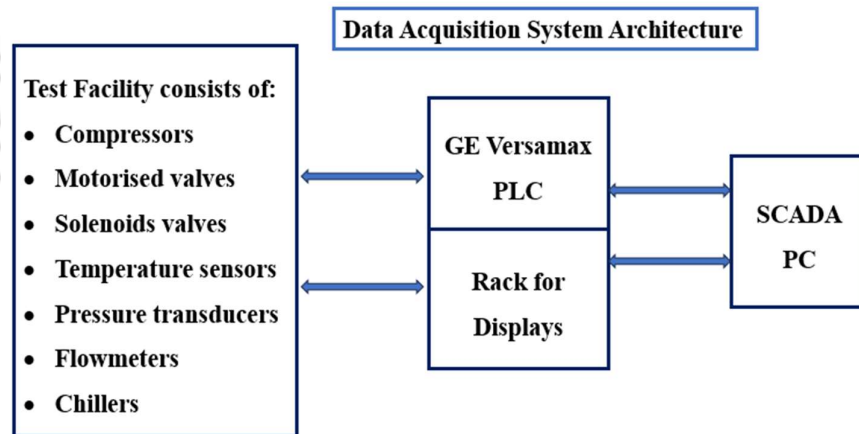 Data Acquisition System Architecture
Test Facility consists of:
• Compressors
• Motorised valves
• Solenoids valves
• Temperature sensors
• Pressure transducers
• Flowmeters
• Chillers
GE Versamax
PLC
Rack for
Displays
SCADA
PC